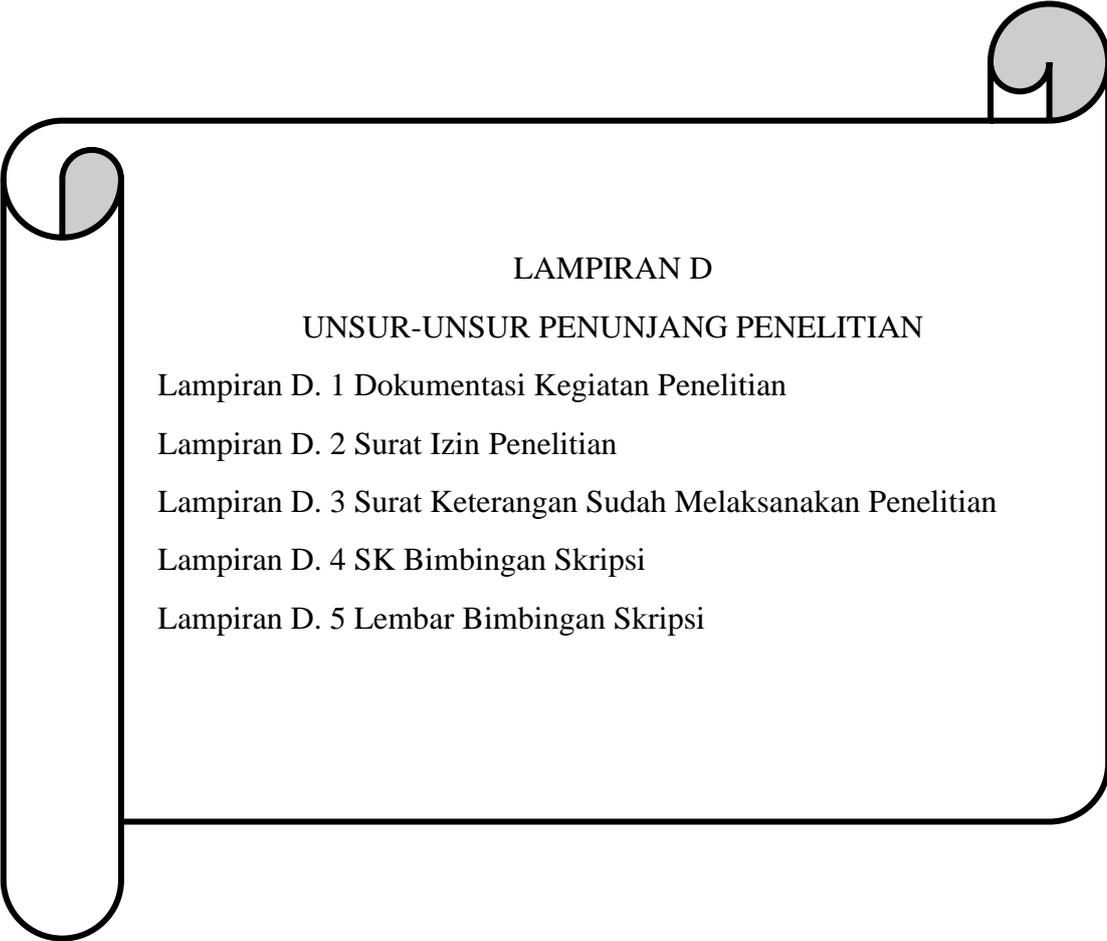 LAMPIRAN D
UNSUR-UNSUR PENUNJANG PENELITIAN
Lampiran D. 1 Dokumentasi Kegiatan Penelitian
Lampiran D. 2 Surat Izin Penelitian
Lampiran D. 3 Surat Keterangan Sudah Melaksanakan Penelitian
Lampiran D. 4 SK Bimbingan Skripsi
Lampiran D. 5 Lembar Bimbingan Skripsi